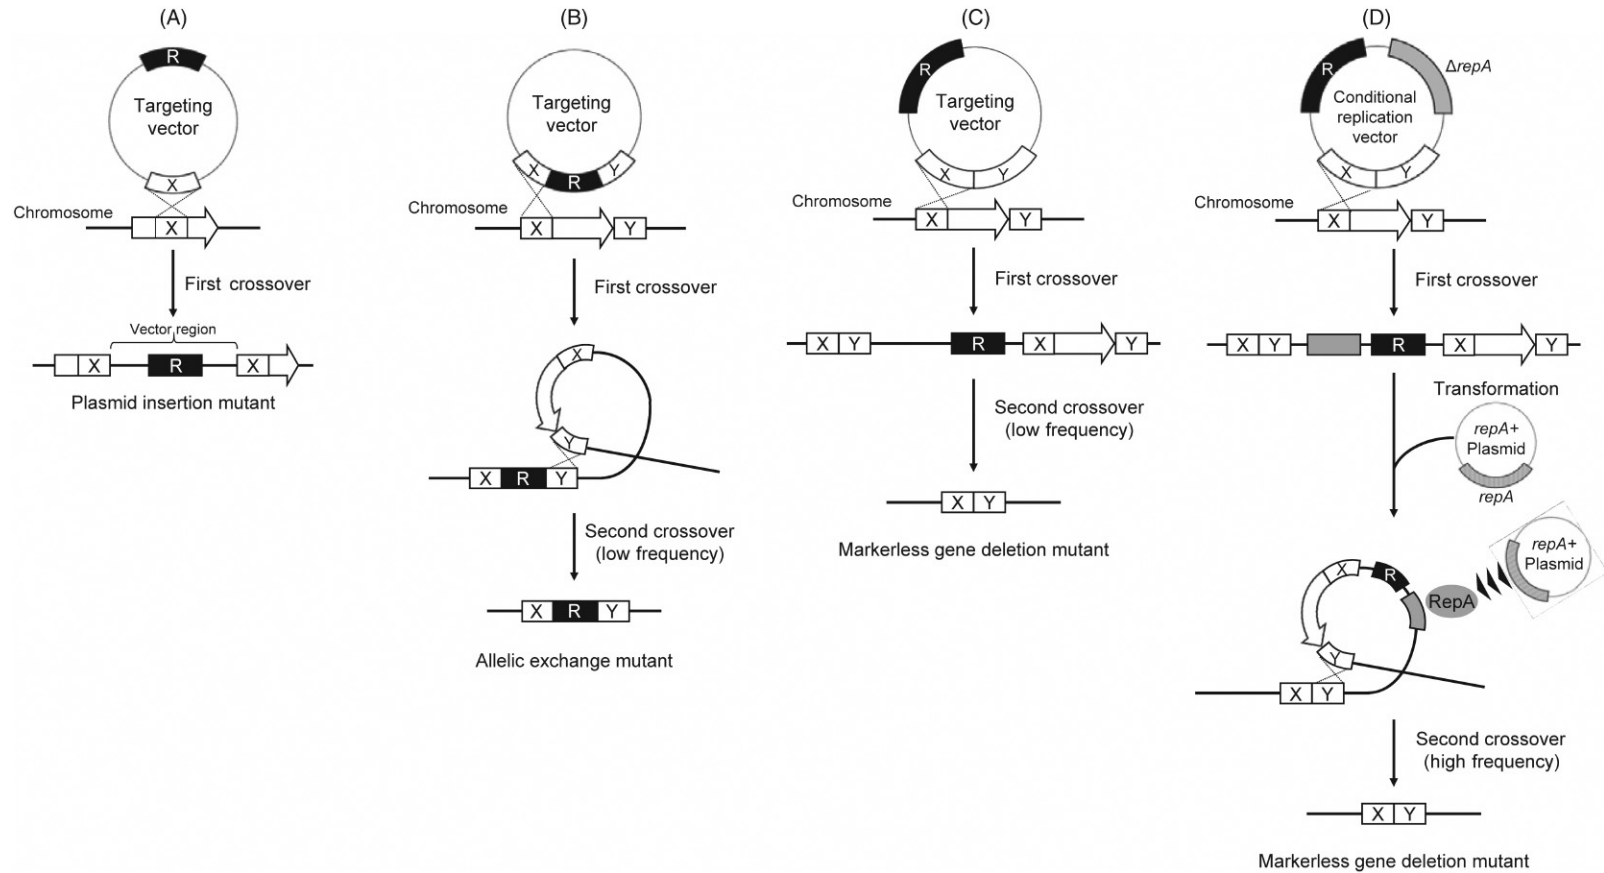 (A)
R
Targeting
vector
X
Chromosome
X
First crossover
Vector region
X
R
X
Plasmid insertion mutant
(B)
Targeting
vector
X
R
Y
Chromosome
X
Y
First crossover
X
Y
X
R
Y
Second crossover
(low frequency)
X
R
Y
Allelic exchange mutant
(C)
R
Targeting
vector
X
Y
Chromosome
X
Y
First crossover
X
Y
R
X
Y
Second crossover
(low frequency)
X
Y
Markerless gene deletion mutant
(D)
R
ΔrepA
Conditional
replication
vector
X
Y
Chromosome
X
Y
First crossover
X
Y
R
X
Y
Transformation
repA+
Plasmid
repA
repA+
Plasmid
X
R
RepA
Y
X
Y
Second crossover
(high frequency)
X
Y
Markerless gene deletion mutant